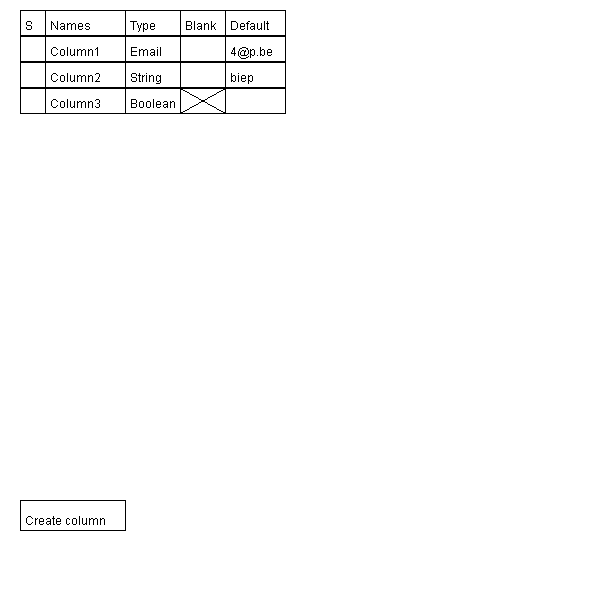 S Names Type Blank Default
Column1 Email 4@p.be
Column2 String biep
Column3 Boolean
Create column